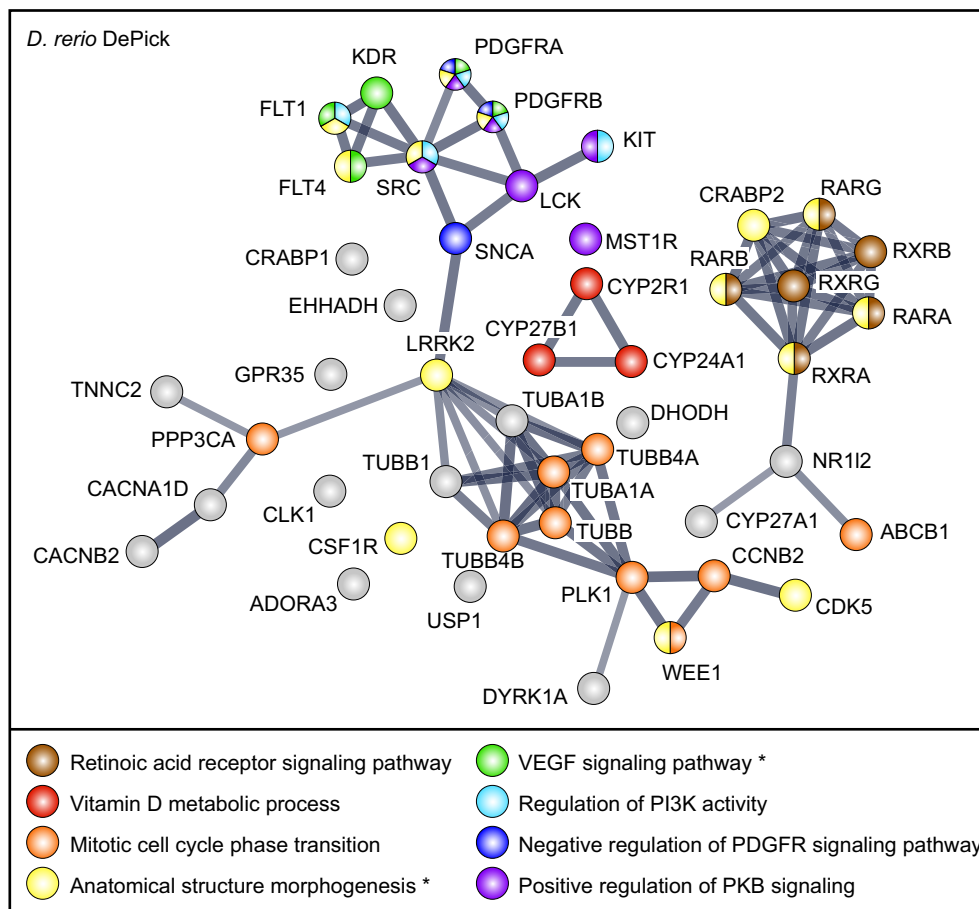 D. rerio DePick
KDR
PDGFRA
FLT1
PDGFRB
KIT
FLT4
SRC
LCK
CRABP2
RARG
CRABP1
SNCA
MST1R
RARB
RXRB
RXRG
EHHADH
CYP2R1
RARA
LRRK2
CYP27B1
CYP24A1
RXRA
TNNC2
GPR35
TUBA1B
DHODH
PPP3CA
TUBB1
TUBB4A
NR1I2
CACNA1D
TUBA1A
CLK1
CYP27A1
ABCB1
CACNB2
CSF1R
TUBB4B
TUBB
CCNB2
ADORA3
USP1
PLK1
CDK5
WEE1
DYRK1A
Retinoic acid receptor signaling pathway
Vitamin D metabolic process
Mitotic cell cycle phase transition
Anatomical structure morphogenesis *
VEGF signaling pathway *
Regulation of PI3K activity
Negative regulation of PDGFR signaling pathway
Positive regulation of PKB signaling